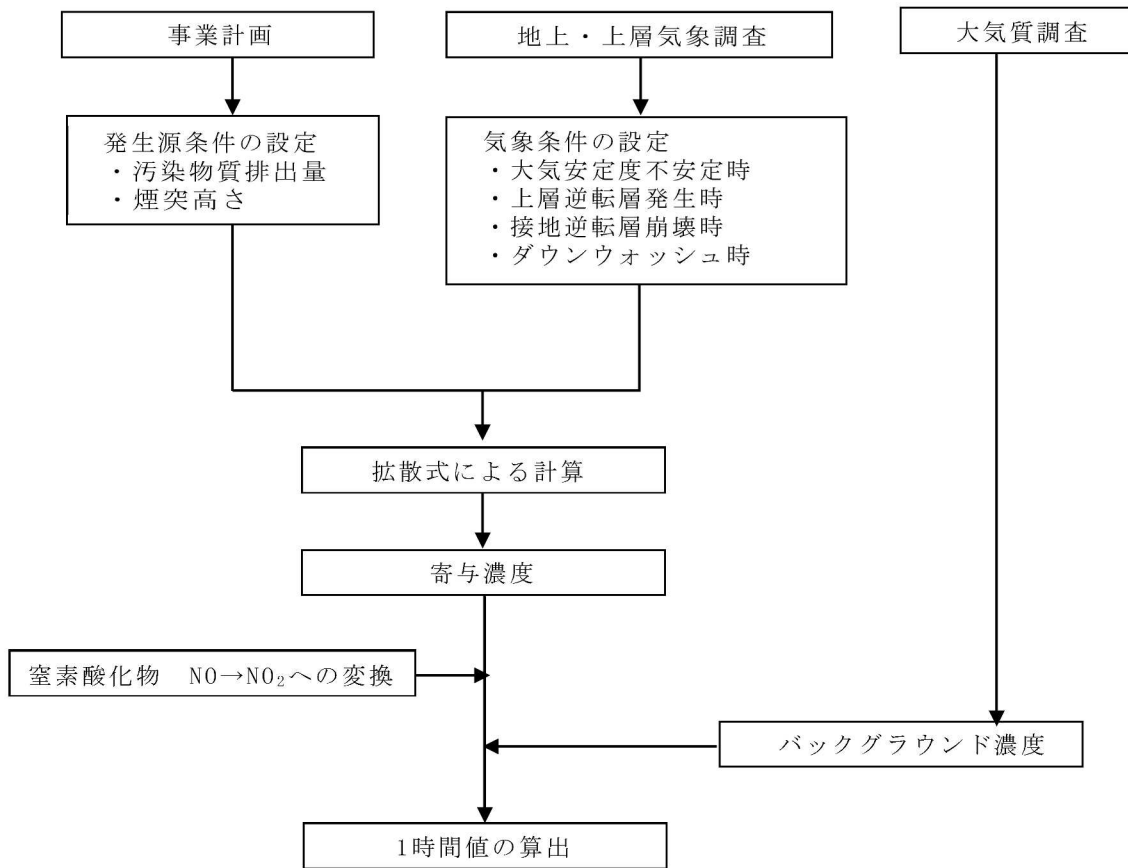 事業計画
地上・上層気象調査
大気質調査
発生源条件の設定
・汚染物質排出量
・煙突高さ
気象条件の設定
・大気安定度不安定時
・上層逆転層発生時
・接地逆転層崩壊時
・ダウンウォッシュ時
拡散式による計算
寄与濃度
窒素酸化物　NO→NO₂への変換
バックグラウンド濃度
1時間値の算出